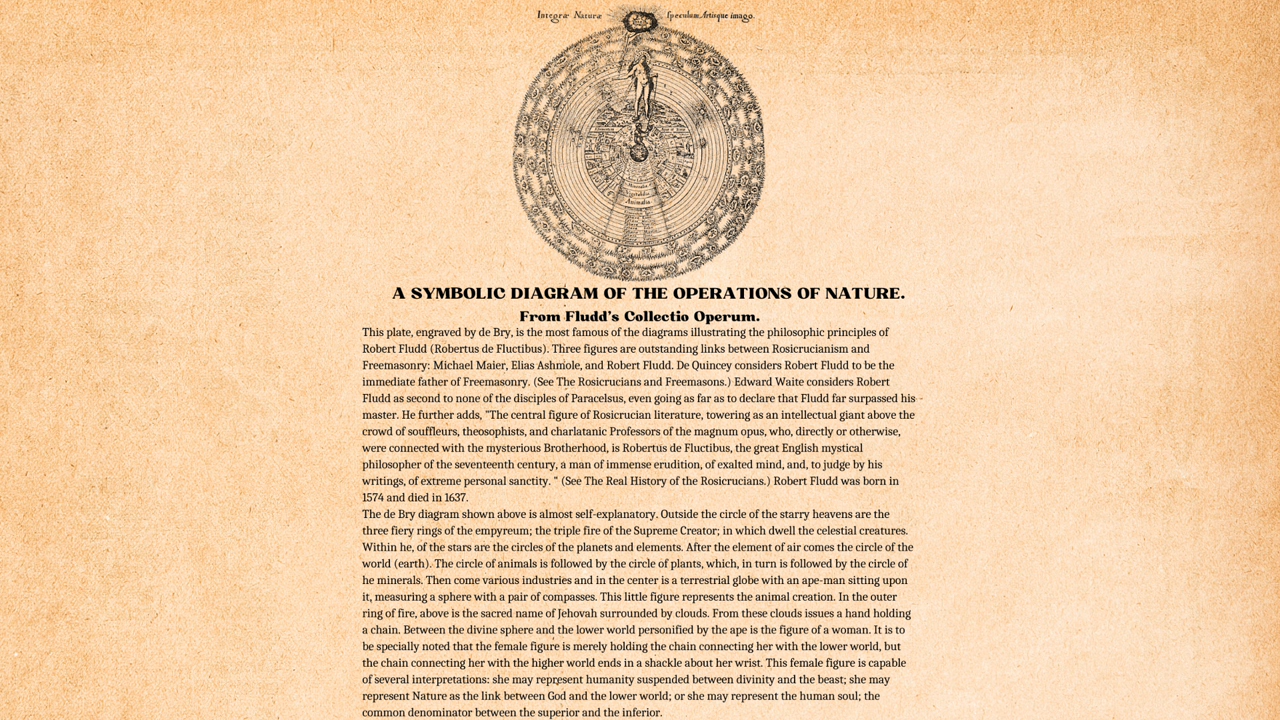 Integræ Naturæ speculum Artisque imago.
Animalia
A SYMBOLIC DIAGRAM OF THE OPERATIONS OF NATURE.
From Fludd's Collectio Operum.
This plate, engraved by de Bry, is the most famous of the diagrams illustrating the philosophic principles of
Robert Fludd (Robertus de Fluctibus). Three figures are outstanding links between Rosicrucianism and
Freemasonry: Michael Maier, Elias Ashmole, and Robert Fludd. De Quincey considers Robert Fludd to be the
immediate father of Freemasonry. (See The Rosicrucians and Freemasons.) Edward Waite considers Robert
Fludd as second to none of the disciples of Paracelsus, even going as far as to declare that Fludd far surpassed his -
master. He further adds, "The central figure of Rosicrucian literature, towering as an intellectual giant above the
crowd of souffleurs, theosophists, and charlatanic Professors of the magnum opus, who, directly or otherwise,
were connected with the mysterious Brotherhood, is Robertus de Fluctibus, the great English mystical
philosopher of the seventeenth century, a man of immense erudition, of exalted mind, and, to judge by his
writings, of extreme personal sanctity. " (See The Real History of the Rosicrucians.) Robert Fludd was born in
1574 and died in 1637.
The de Bry diagram shown above is almost self-explanatory. Outside the circle of the starry heavens are the
three fiery rings of the empyreum; the triple fire of the Supreme Creator; in which dwell the celestial creatures.
Within he, of the stars are the circles of the planets and elements. After the element of air comes the circle of the
world (earth). The circle of animals is followed by the circle of plants, which, in turn is followed by the circle of
he minerals. Then come various industries and in the center is a terrestrial globe with an ape-man sitting upon
it, measuring a sphere with a pair of compasses. This little figure represents the animal creation. In the outer
ring of fire, above is the sacred name of Jehovah surrounded by clouds. From these clouds issues a hand holding
a chain. Between the divine sphere and the lower world personified by the ape is the figure of a woman. It is to
be specially noted that the female figure is merely holding the chain connecting her with the lower world, but
the chain connecting her with the higher world ends in a shackle about her wrist. This female figure is capable
of several interpretations: she may represent humanity suspended between divinity and the beast; she may
represent Nature as the link between God and the lower world; or she may represent the human soul; the
common denominator between the superior and the inferior.